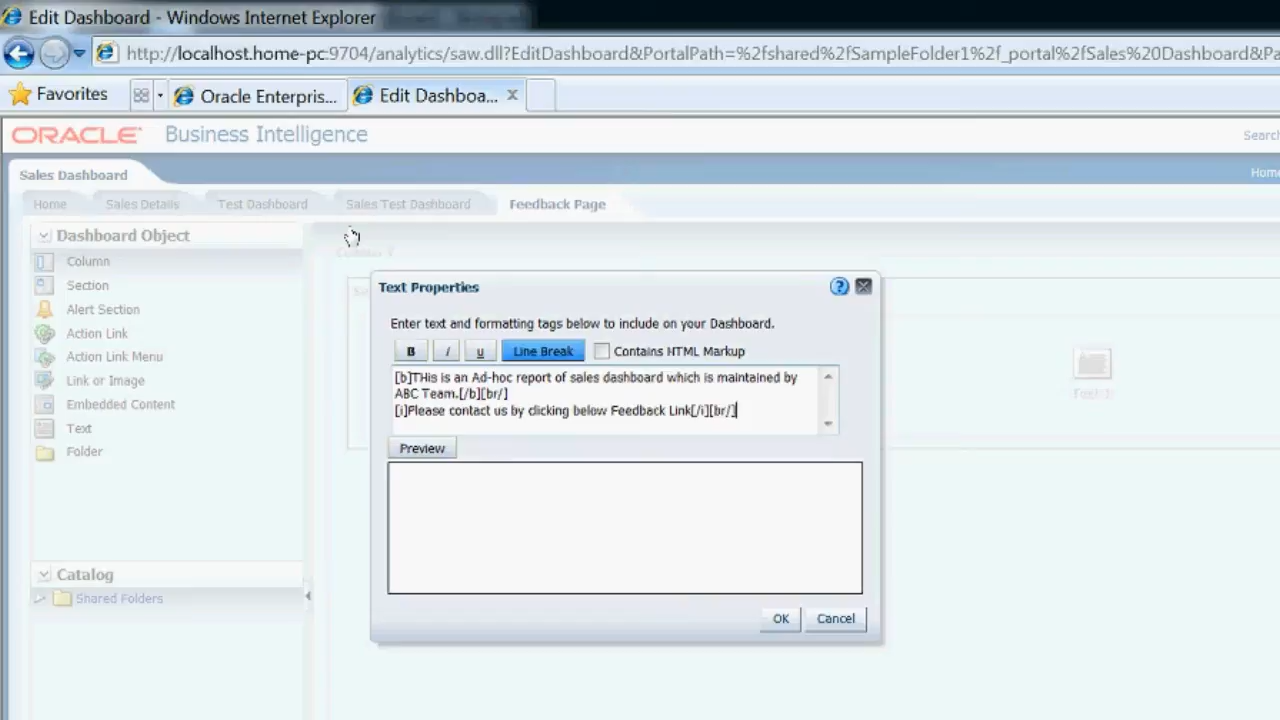 Edit Dashboard - Windows Internet Explorer
http://localhost.home-pc:9704/analytics/saw.dll?EditDashboard&PortalPath=%2fshared%2fSampleFolder1%2f_portal%2fSales%20Dashboard&Pa
Favorites
Oracle Enterpris...
Edit Dashboa...
ORACLE Business Intelligence
Search
Sales Dashboard
Home
Home
Sales Details
Test Dashboard
Sales Test Dashboard
Feedback Page
Dashboard Object
Column
Section
Alert Section
Action Link
Action Link Menu
Link or Image
Embedded Content
Text
Folder
Catalog
Shared Folders
Text Properties
Enter text and formatting tags below to include on your Dashboard.
B
I
u
Line Break
Contains HTML Markup
[b]THis is an Ad-hoc report of sales dashboard which is maintained by
ABC Team.[/b][br/]
[i]Please contact us by clicking below Feedback Link[/i][br/]
Preview
OK
Cancel